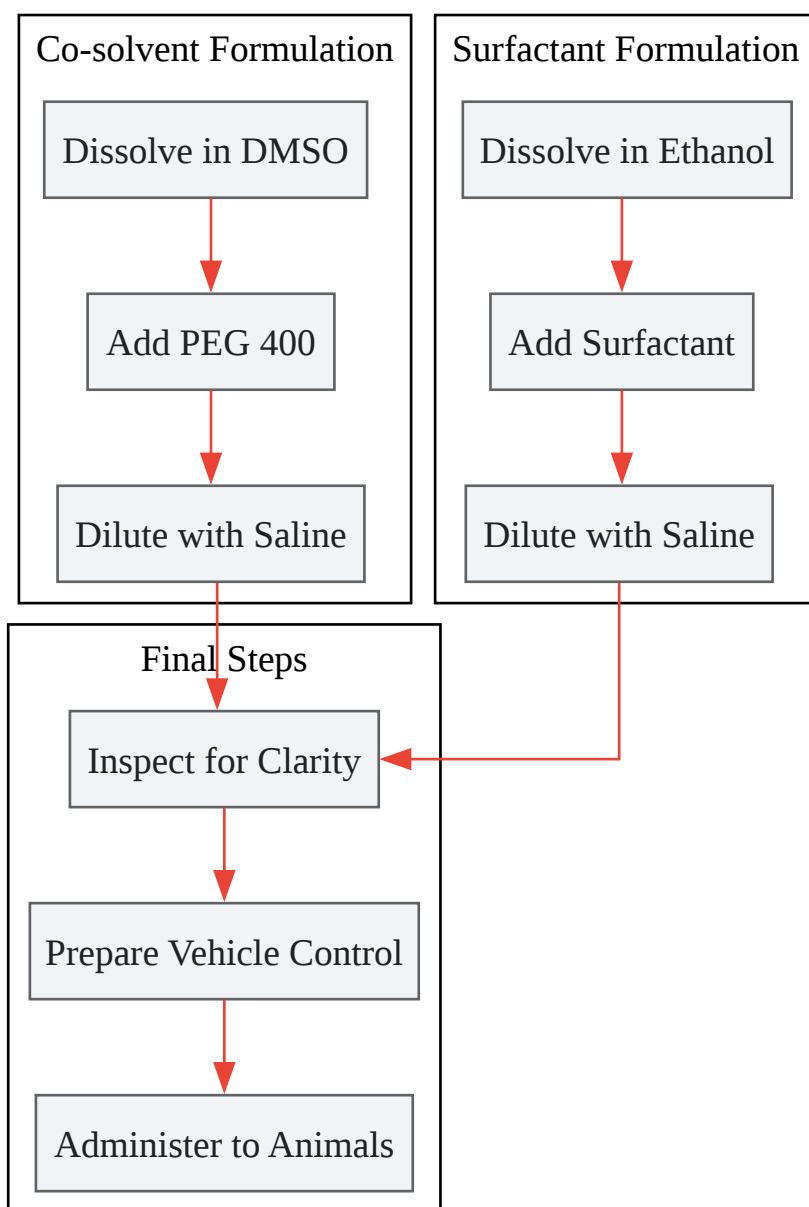 Co-solvent Formulation
Dissolve in DMSO
Add PEG 400
Dilute with Saline
Surfactant Formulation
Dissolve in Ethanol
Add Surfactant
Dilute with Saline
Final Steps
Inspect for Clarity
Prepare Vehicle Control
Administer to Animals